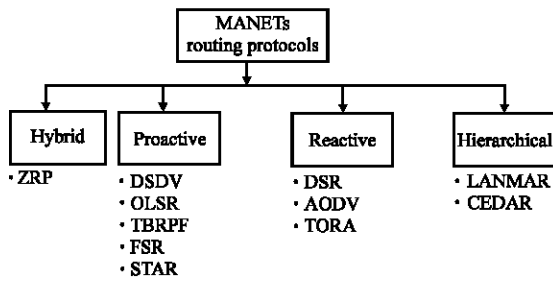 MANETs
routing protocols
Hybrid
Proactive
Reactive
Hierarchical
· ZRP
· DSDV
· OLSR
· TBRPF
· FSR
· STAR
· DSR
· AODV
· TORA
· LANMAR
· CEDAR